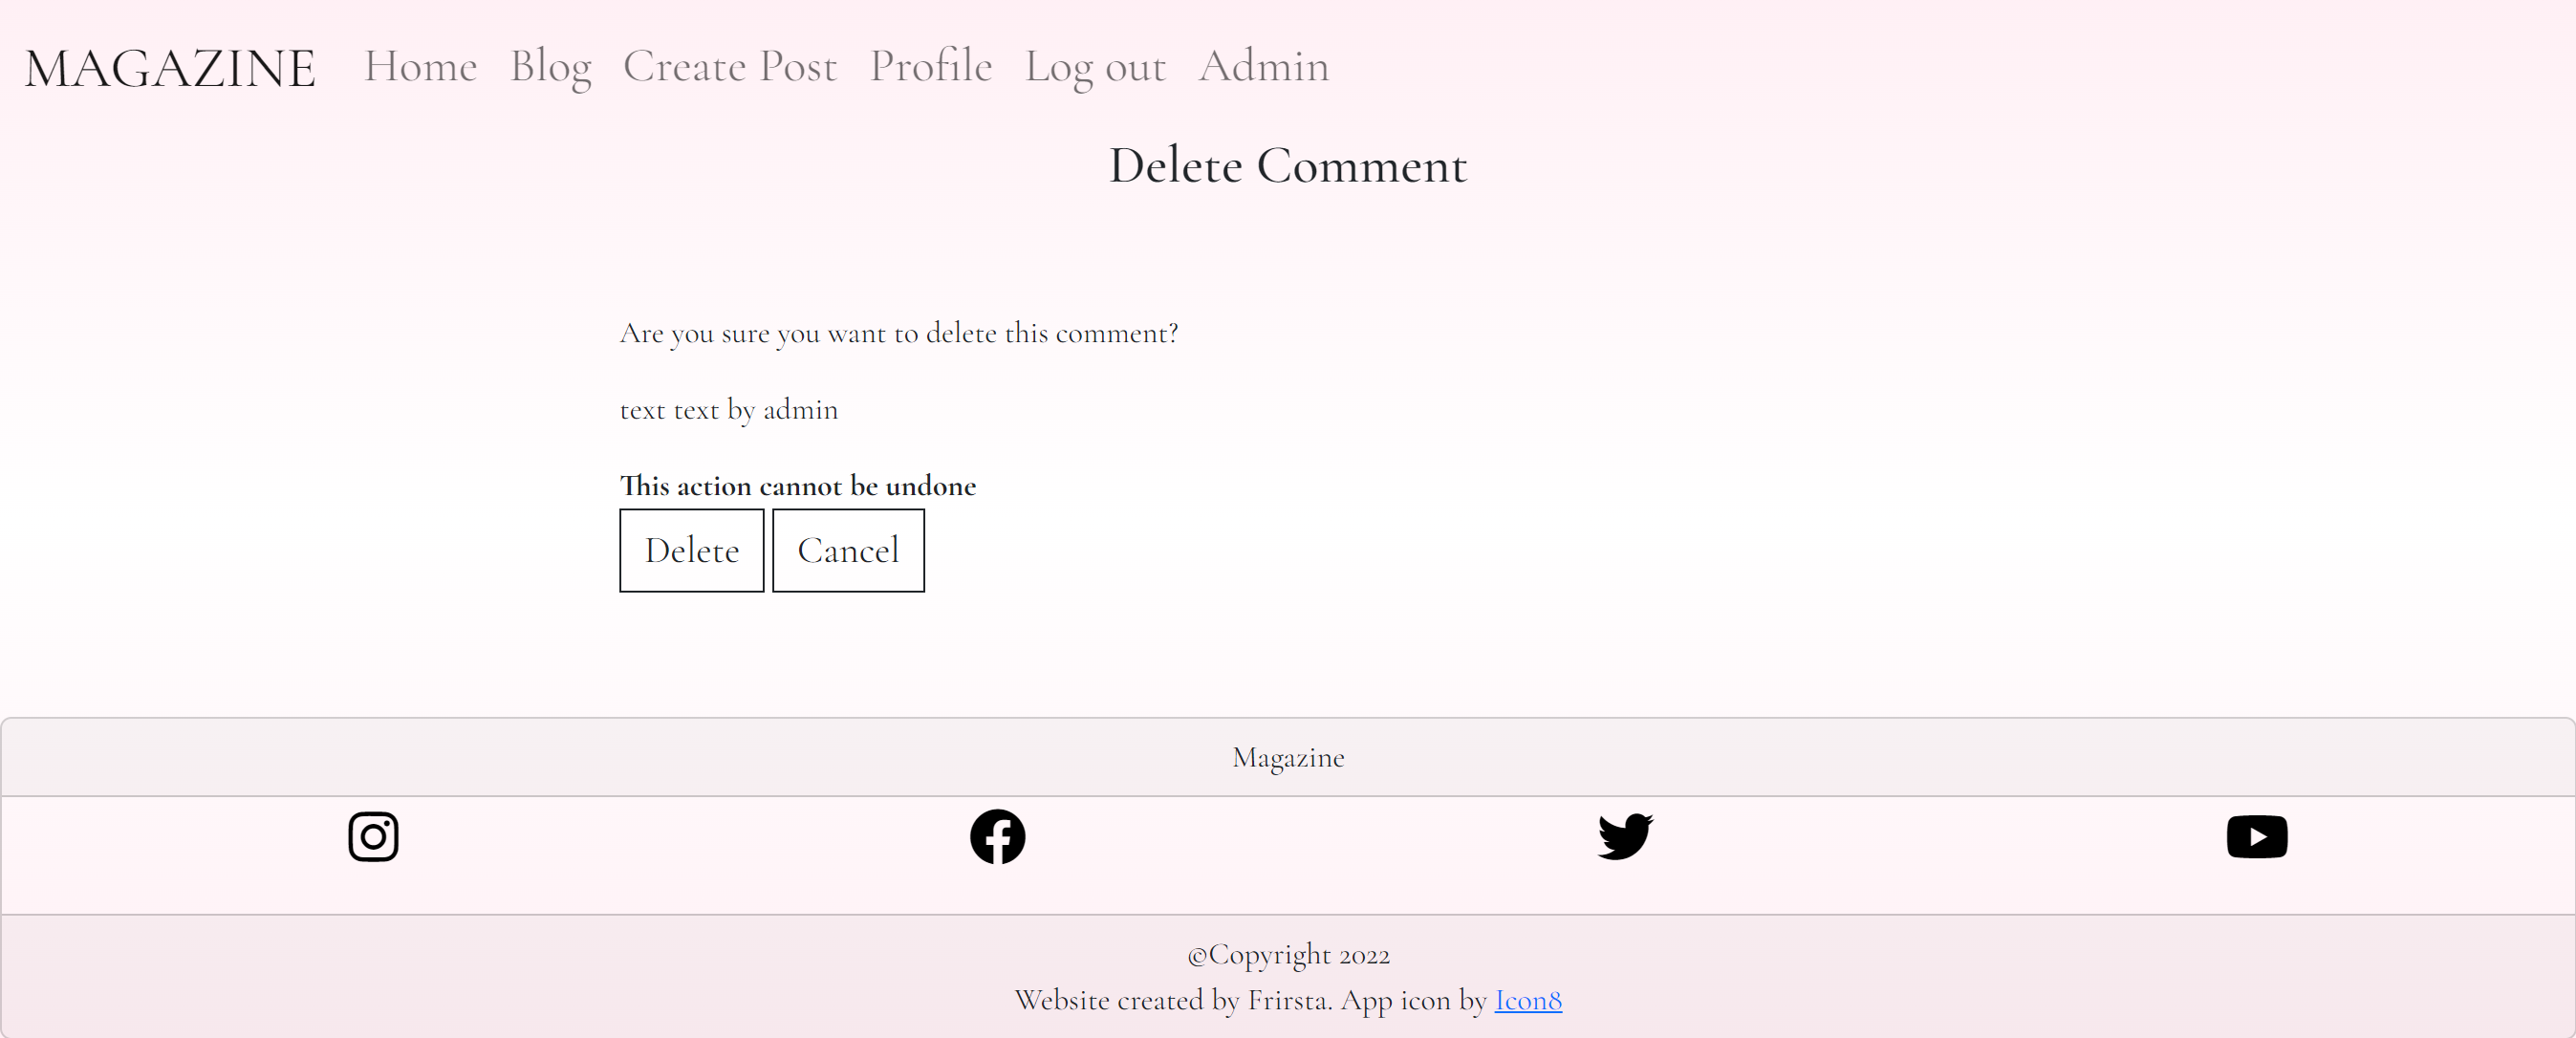 MAGAZINE Home Blog Create Post Profile Log out Admin
Delete Comment
Are you sure you want to delete this comment?
text text by admin
This action cannot be undone
Delete Cancel
Magazine
©Copyright 2022
Website created by Frirsta. App icon by Icon8